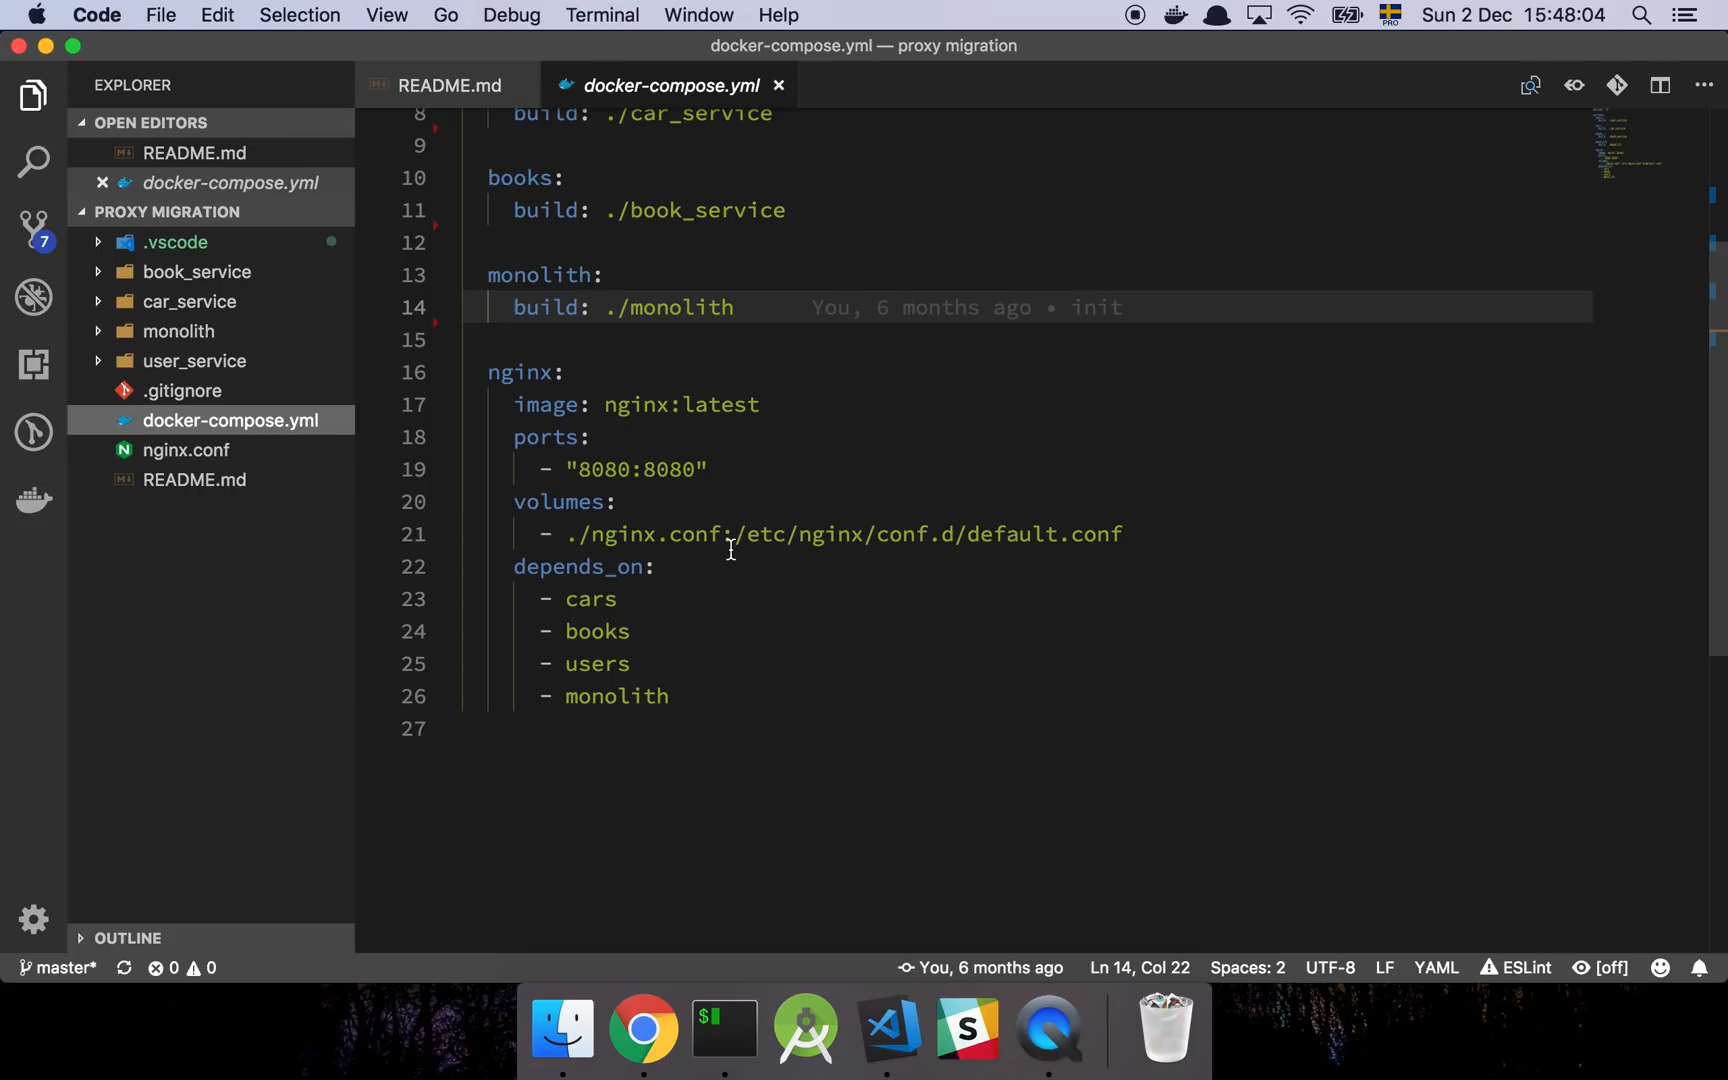 Code File Edit Selection View Go Debug Terminal Window Help PRO Sun 2 Dec 15:48:04
docker-compose.yml — proxy migration
EXPLORER
OPEN EDITORS
README.md
docker-compose.yml
PROXY MIGRATION
.vscode
book_service
car_service
monolith
user_service
.gitignore
docker-compose.yml
nginx.conf
README.md
OUTLINE
7
README.md docker-compose.yml
8 build: ./car_service
9
10 books:
11 build: ./book_service
12
13 monolith:
14 build: ./monolith You, 6 months ago • init
15
16 nginx:
17 image: nginx:latest
18 ports:
19 - "8080:8080"
20 volumes:
21 - ./nginx.conf:/etc/nginx/conf.d/default.conf
22 depends_on:
23 - cars
24 - books
25 - users
26 - monolith
27
master* 0 0 You, 6 months ago Ln 14, Col 22 Spaces: 2 UTF-8 LF YAML ESLint [off]
$ S